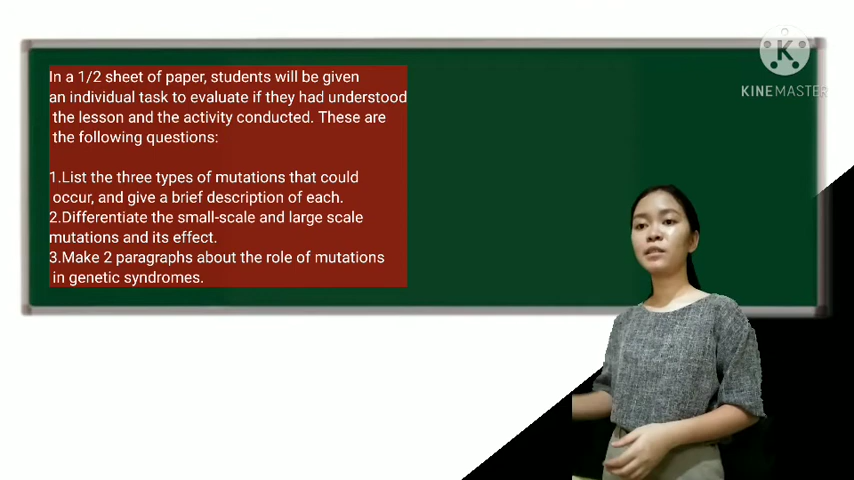 K
KINEMASTER
In a 1/2 sheet of paper, students will be given
an individual task to evaluate if they had understood
the lesson and the activity conducted. These are
the following questions:
1.List the three types of mutations that could
occur, and give a brief description of each.
2.Differentiate the small-scale and large scale
mutations and its effect.
3.Make 2 paragraphs about the role of mutations
in genetic syndromes.